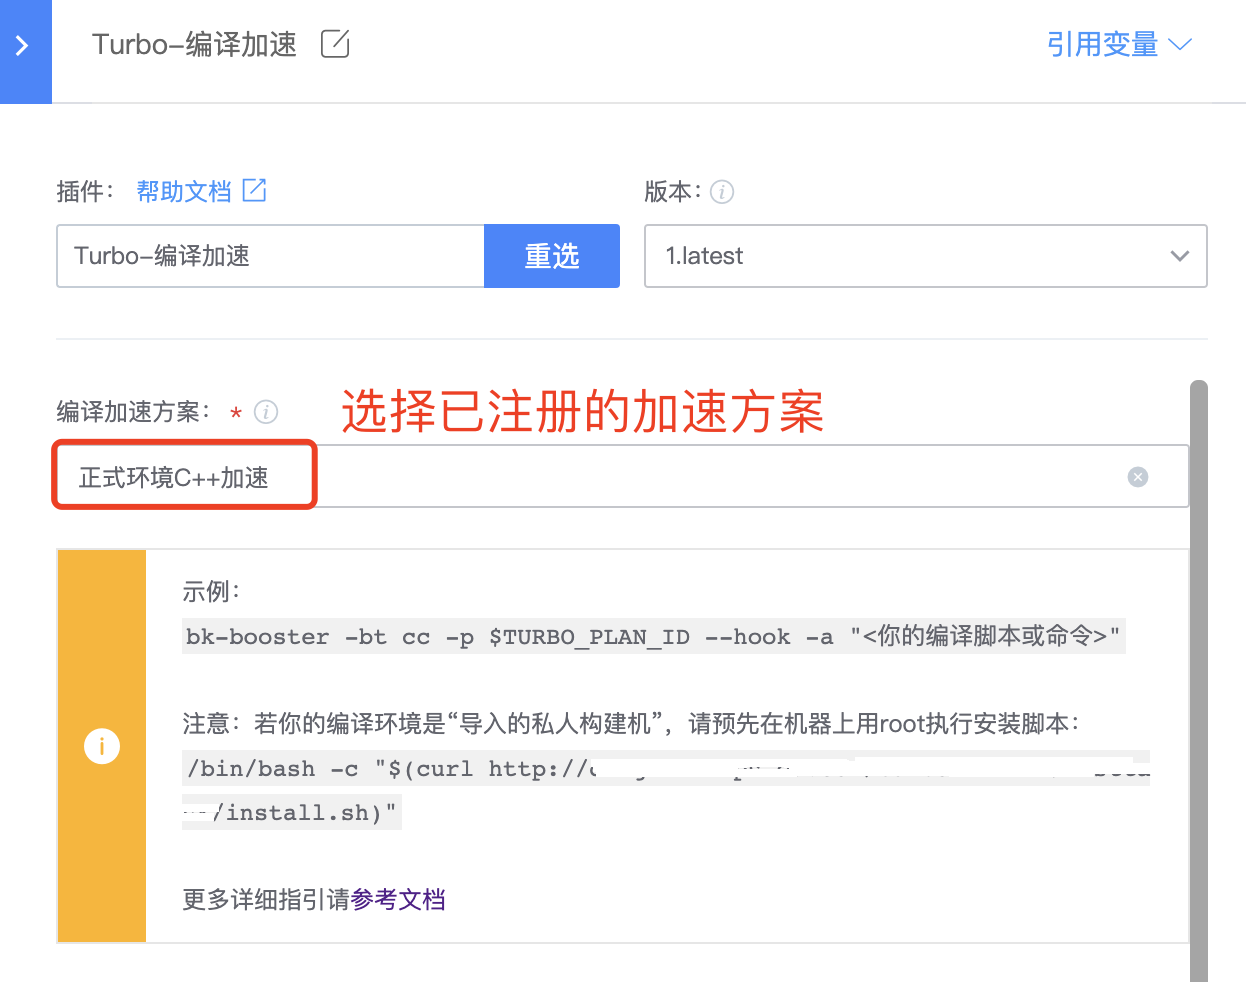 Turbo-编译加速
引用变量
插件： 帮助文档
版本：
Turbo-编译加速
重选
1.latest
编译加速方案： *
选择已注册的加速方案
正式环境C++加速
示例：
bk-booster -bt cc -p $TURBO_PLAN_ID --hook -a "<你的编译脚本或命令>"
注意：若你的编译环境是“导入的私人构建机”，请预先在机器上用root执行安装脚本：
/bin/bash -c "$(curl http://
/install.sh)"
更多详细指引请参考文档